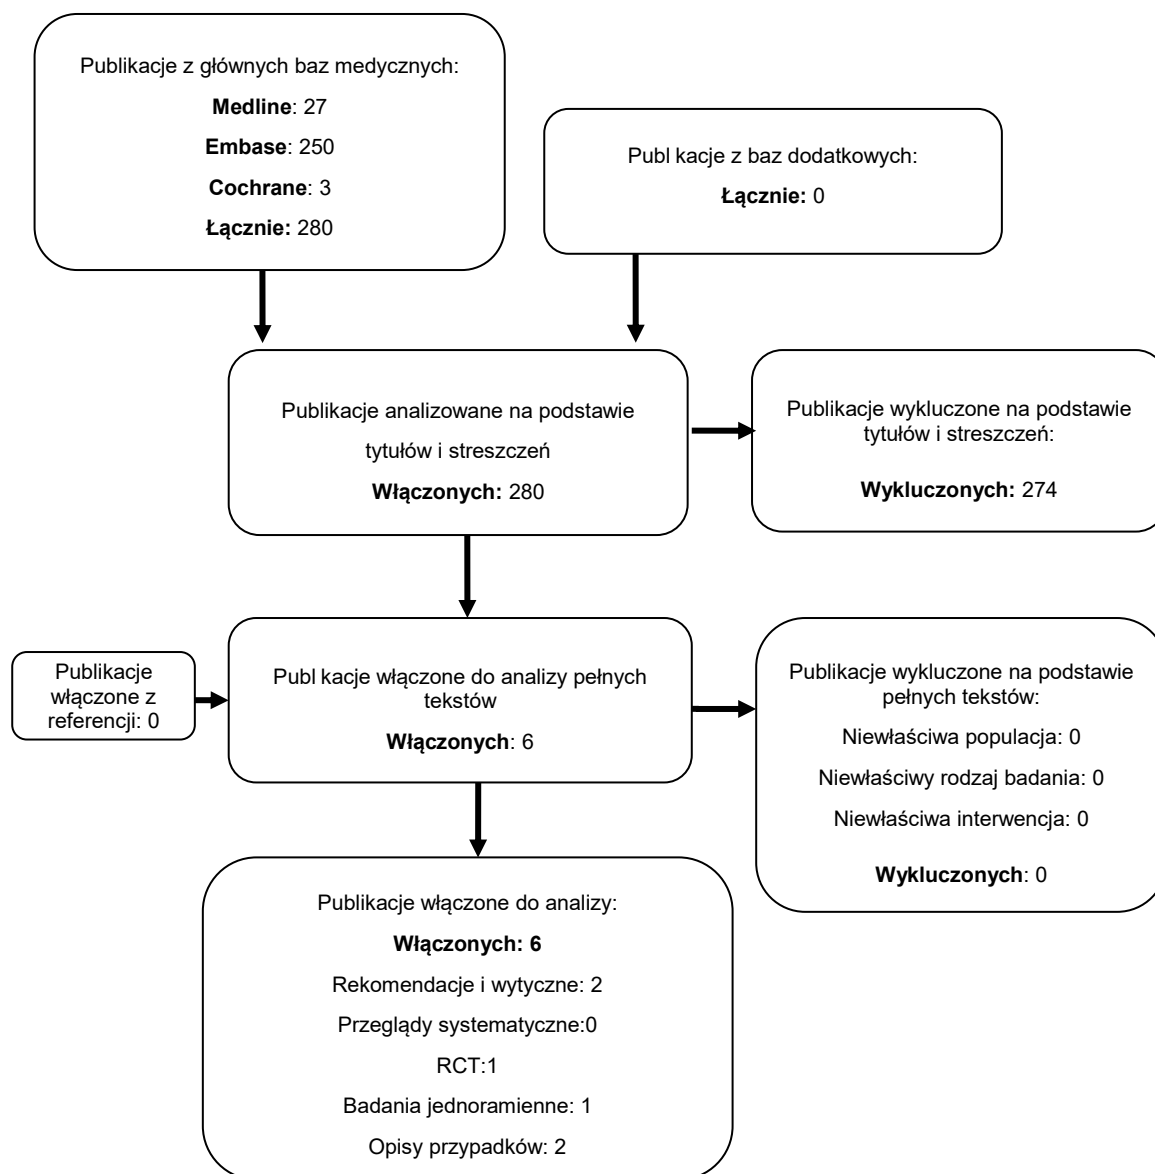 Publikacje z głównych baz medycznych:
Medline: 27
Embase: 250
Cochrane: 3
Łącznie: 280
Publ kacje z baz dodatkowych:
Łącznie: 0
Publikacje analizowane na podstawie
tytułów i streszczeń
Włączonych: 280
Publikacje wykluczone na podstawie
tytułów i streszczeń:
Wykluczonych: 274
Publikacje
włączone z
referencji: 0
Publ kacje włączone do analizy pełnych
tekstów
Włączonych: 6
Publikacje wykluczone na podstawie
pełnych tekstów:
Niewłaściwa populacja: 0
Niewłaściwy rodzaj badania: 0
Niewłaściwa interwencja: 0
Wykluczonych: 0
Publikacje włączone do analizy:
Włączonych: 6
Rekomendacje i wytyczne: 2
Przeglądy systematyczne:0
RCT:1
Badania jednoramienne: 1
Opisy przypadków: 2